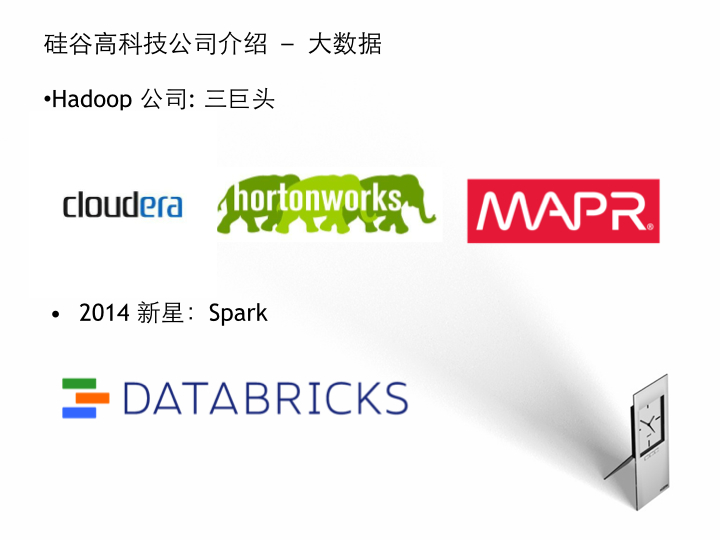 硅谷高科技公司介绍 – 大数据
•Hadoop 公司: 三巨头
cloudera
hortonworks
MAPR®
• 2014 新星: Spark
DATABRICKS